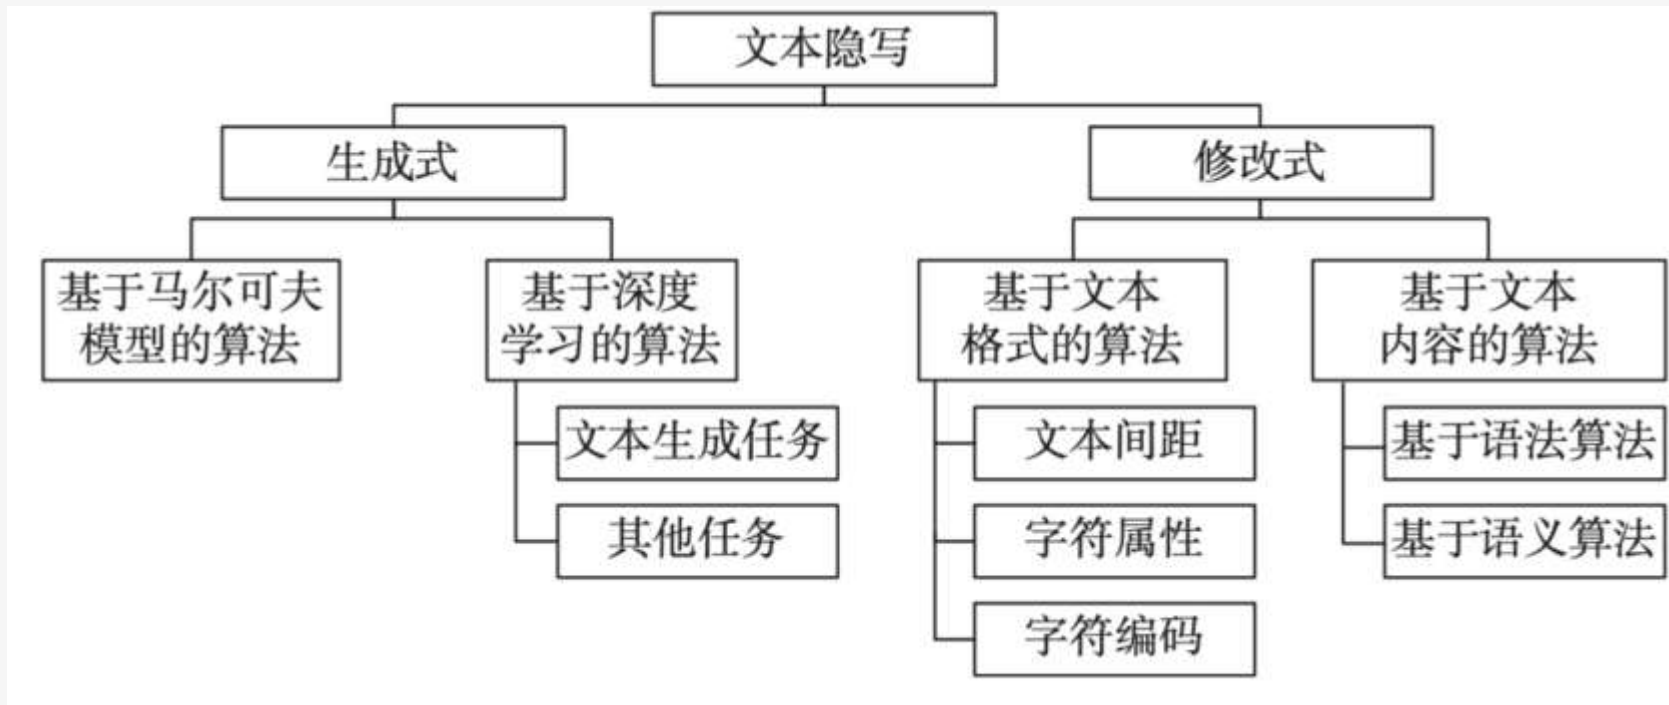 文本隐写
生成式
修改式
基于马尔可夫
模型的算法
基于深度
学习的算法
基于文本
格式的算法
基于文本
内容的算法
文本生成任务
文本间距
基于语法算法
其他任务
字符属性
基于语义算法
字符编码